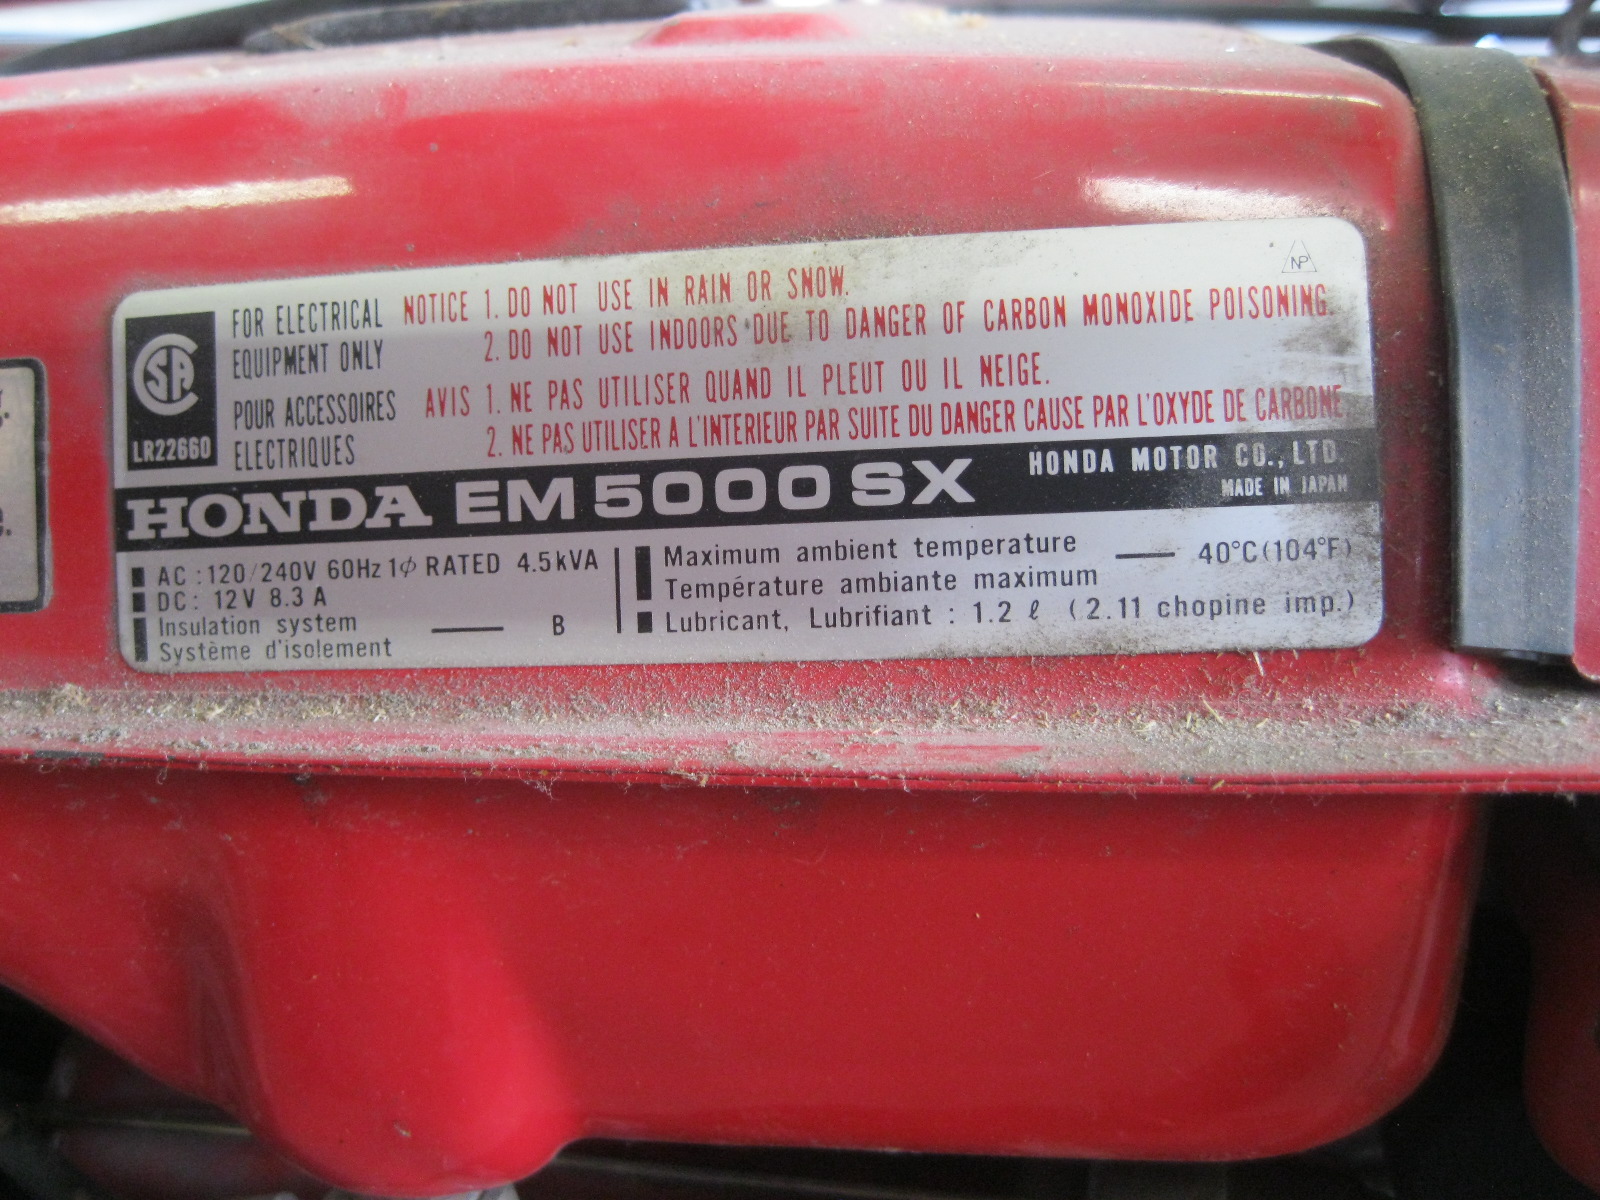 NP
FOR ELECTRICAL
EQUIPMENT ONLY
POUR ACCESSOIRES
ELECTRIQUES
SA
LR22660
NOTICE 1. DO NOT USE IN RAIN OR SNOW.
2. DO NOT USE INDOORS DUE TO DANGER OF CARBON MONOXIDE POISONING.
AVIS 1. NE PAS UTILISER QUAND IL PLEUT OU IL NEIGE.
2. NE PAS UTILISER A L'INTERIEUR PAR SUITE DU DANGER CAUSE PAR L'OXYDE DE CARBONE.
HONDA EM 5000 SX
HONDA MOTOR CO., LTD.
MADE IN JAPAN
AC : 120/240V 60Hz 1ϕ RATED 4.5kVA
DC : 12V 8.3 A
Insulation system — B
Système d'isolement
Maximum ambient temperature — 40°C (104°F)
Température ambiante maximum
Lubricant, Lubrifiant : 1.2 ℓ (2.11 chopine imp.)